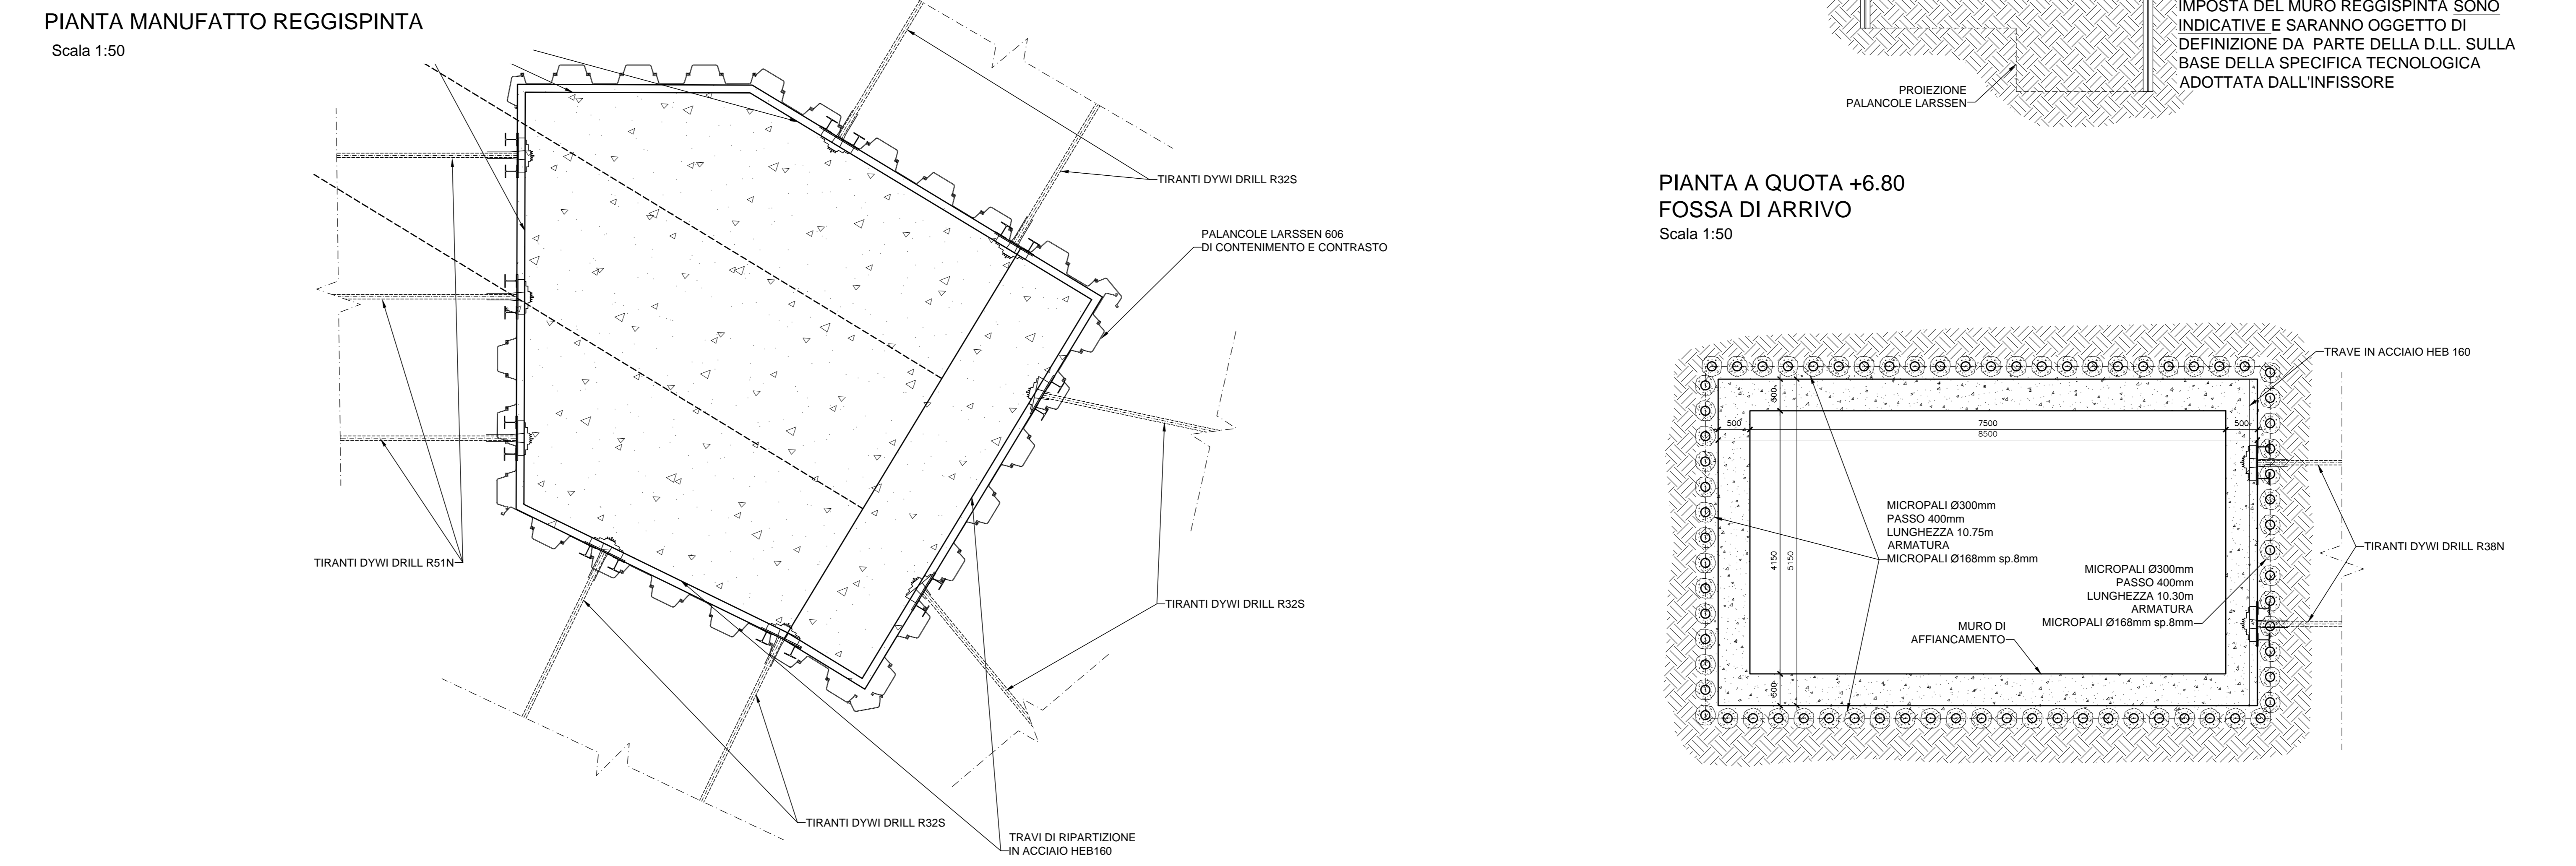 PIANTA MANUFATTO REGGISPINTA
Scala 1:50
TIRANTI DYWI DRILL R32S
PALANCOLE LARSSEN 606
DI CONTENIMENTO E CONTRASTO
TIRANTI DYWI DRILL R51N
TIRANTI DYWI DRILL R32S
TIRANTI DYWI DRILL R32S
TRAVI DI RIPARTIZIONE
IN ACCIAIO HEB160
IMPOSTA DEL MURO REGGISPINTA SONO
INDICATIVE E SARANNO OGGETTO DI
DEFINIZIONE DA PARTE DELLA D.LL. SULLA
BASE DELLA SPECIFICA TECNOLOGICA
ADOTTATA DALL'INFISSORE
PROIEZIONE
PALANCOLE LARSSEN
PIANTA A QUOTA +6.80
FOSSA DI ARRIVO
Scala 1:50
TRAVE IN ACCIAIO HEB 160
500
500
7500
500
8500
4150
5150
MICROPALI Ø300mm
PASSO 400mm
LUNGHEZZA 10.75m
ARMATURA
MICROPALI Ø168mm sp.8mm
TIRANTI DYWI DRILL R38N
MICROPALI Ø300mm
PASSO 400mm
LUNGHEZZA 10.30m
ARMATURA
MICROPALI Ø168mm sp.8mm
MURO DI
AFFIANCAMENTO
500